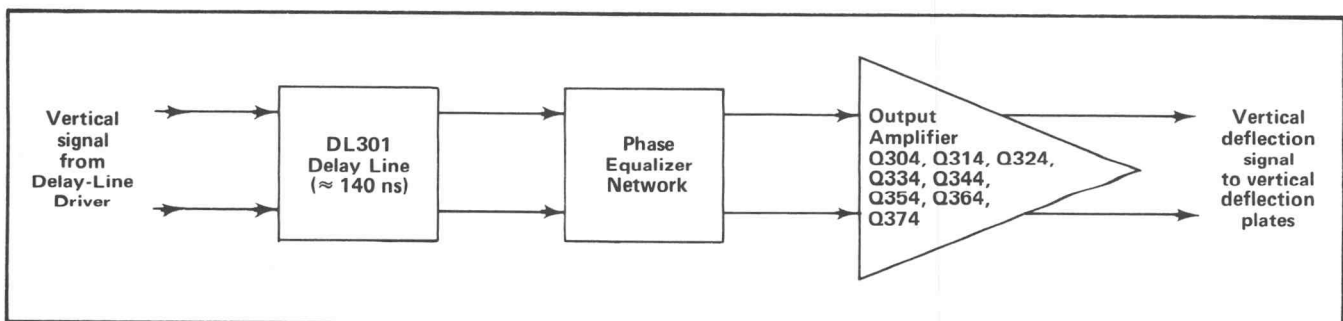 Vertical
signal
from
Delay-Line
Driver
DL301
Delay Line
(≈ 140 ns)
Phase
Equalizer
Network
Output
Amplifier
Q304, Q314, Q324,
Q334, Q344,
Q354, Q364,
Q374
Vertical
deflection
signal
to vertical
deflection
plates